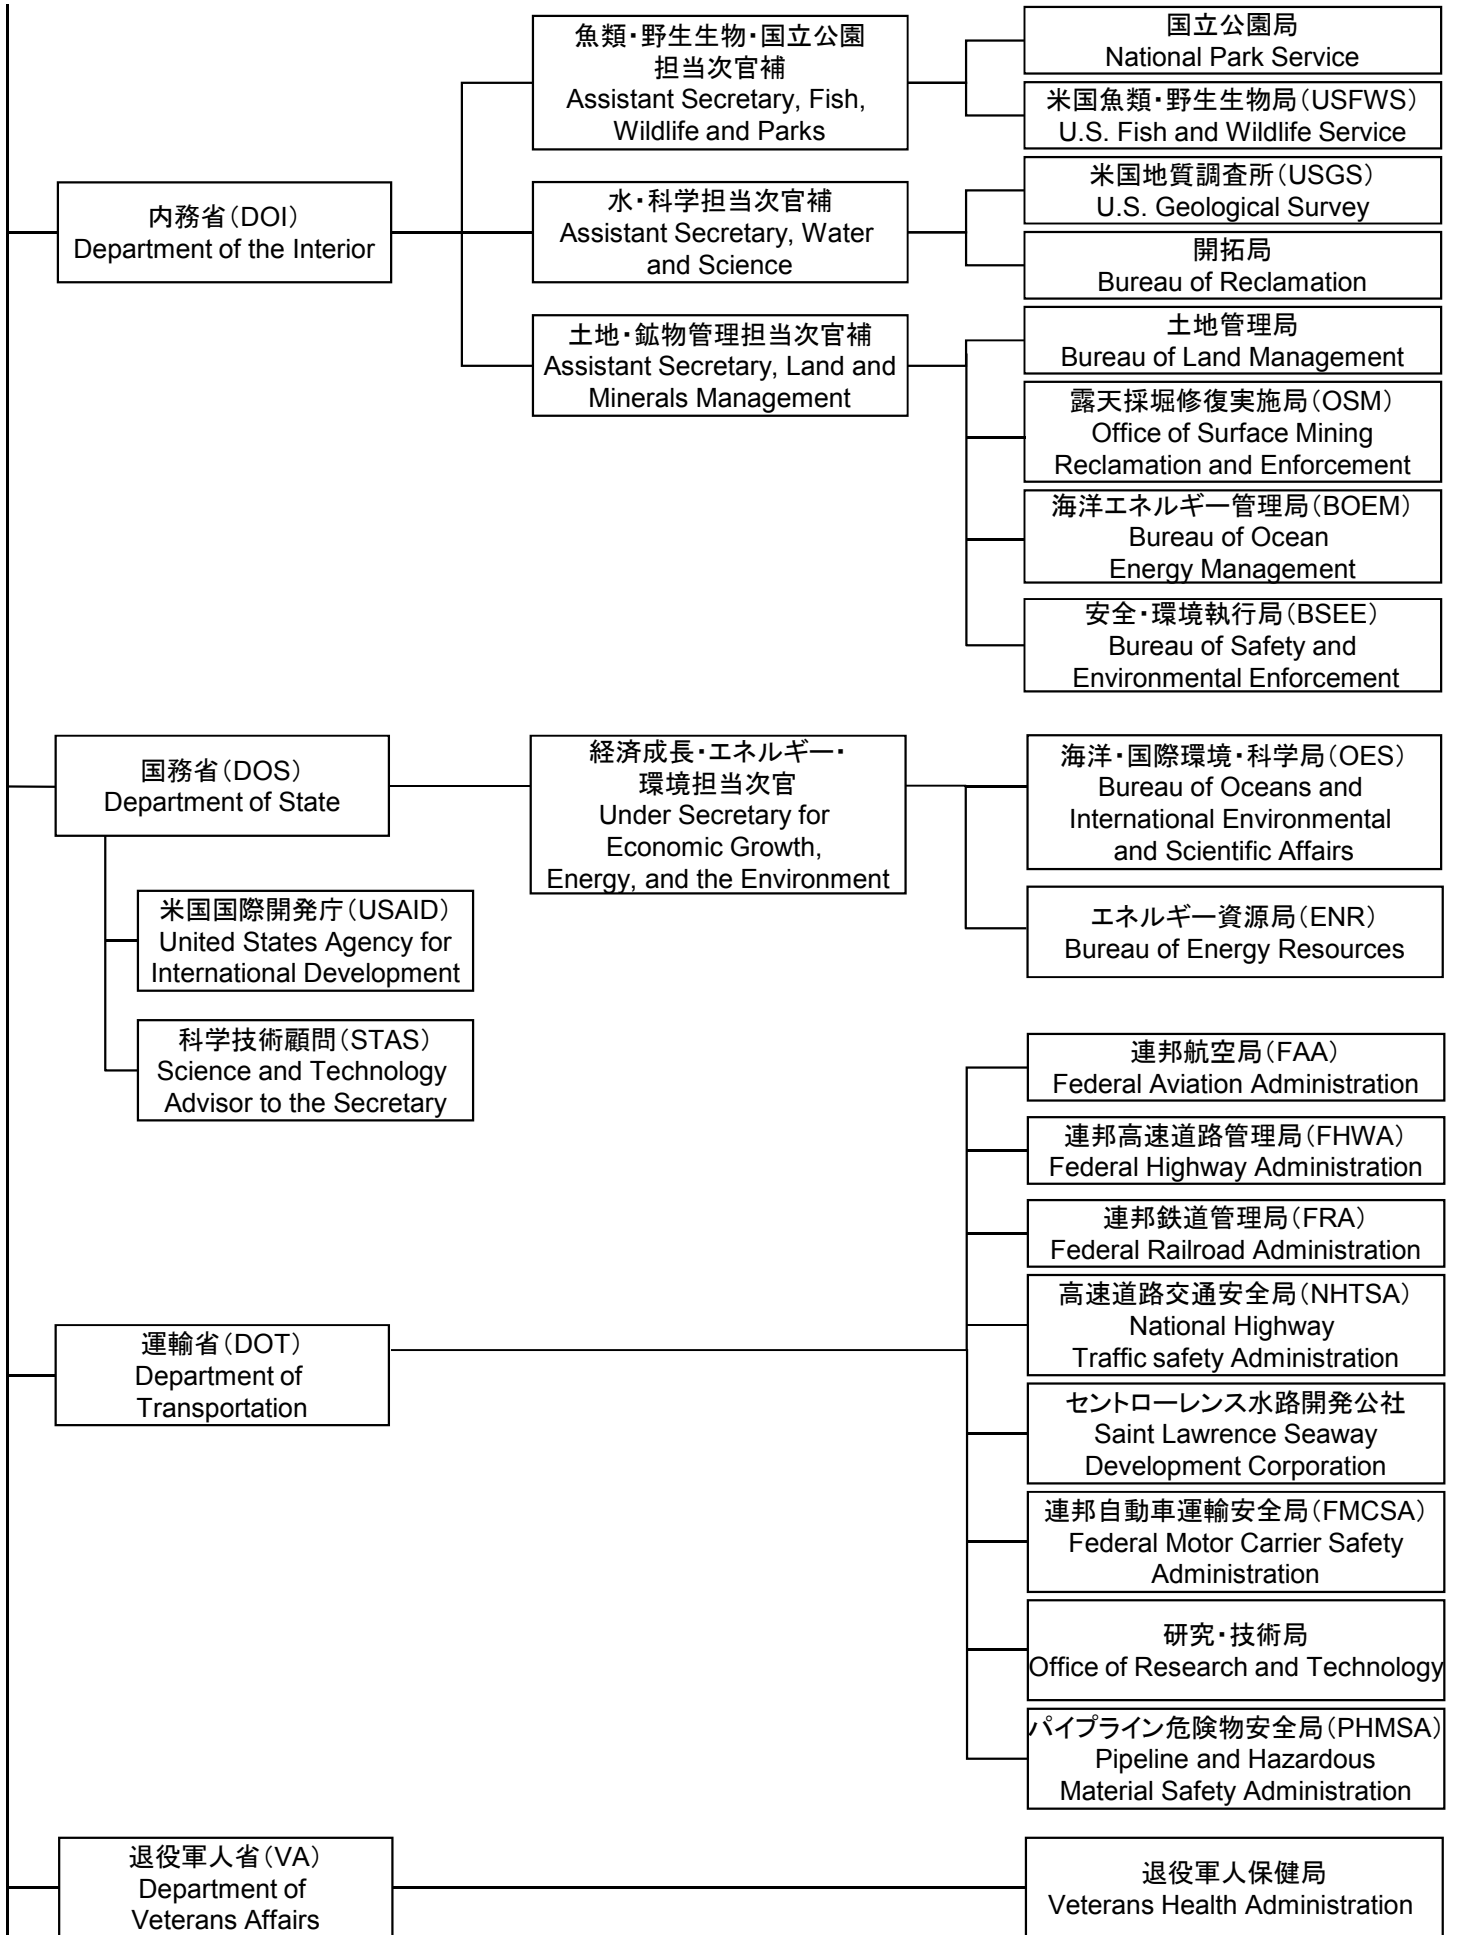 内務省(DOI)
Department of the Interior
魚類・野生生物・国立公園
担当次官補
Assistant Secretary, Fish,
Wildlife and Parks
国立公園局
National Park Service
米国魚類・野生生物局(USFWS)
U.S. Fish and Wildlife Service
水・科学担当次官補
Assistant Secretary, Water
and Science
米国地質調査所(USGS)
U.S. Geological Survey
開拓局
Bureau of Reclamation
土地・鉱物管理担当次官補
Assistant Secretary, Land and
Minerals Management
土地管理局
Bureau of Land Management
露天採堀修復実施局(OSM)
Office of Surface Mining
Reclamation and Enforcement
海洋エネルギー管理局(BOEM)
Bureau of Ocean
Energy Management
安全・環境執行局(BSEE)
Bureau of Safety and
Environmental Enforcement
国務省(DOS)
Department of State
経済成長・エネルギー・
環境担当次官
Under Secretary for
Economic Growth,
Energy, and the Environment
海洋・国際環境・科学局(OES)
Bureau of Oceans and
International Environmental
and Scientific Affairs
エネルギー資源局(ENR)
Bureau of Energy Resources
米国国際開発庁(USAID)
United States Agency for
International Development
科学技術顧問(STAS)
Science and Technology
Advisor to the Secretary
運輸省(DOT)
Department of
Transportation
連邦航空局(FAA)
Federal Aviation Administration
連邦高速道路管理局(FHWA)
Federal Highway Administration
連邦鉄道管理局(FRA)
Federal Railroad Administration
高速道路交通安全局(NHTSA)
National Highway
Traffic safety Administration
セントローレンス水路開発公社
Saint Lawrence Seaway
Development Corporation
連邦自動車運輸安全局(FMCSA)
Federal Motor Carrier Safety
Administration
研究・技術局
Office of Research and Technology
パイプライン危険物安全局(PHMSA)
Pipeline and Hazardous
Material Safety Administration
退役軍人省(VA)
Department of
Veterans Affairs
退役軍人保健局
Veterans Health Administration